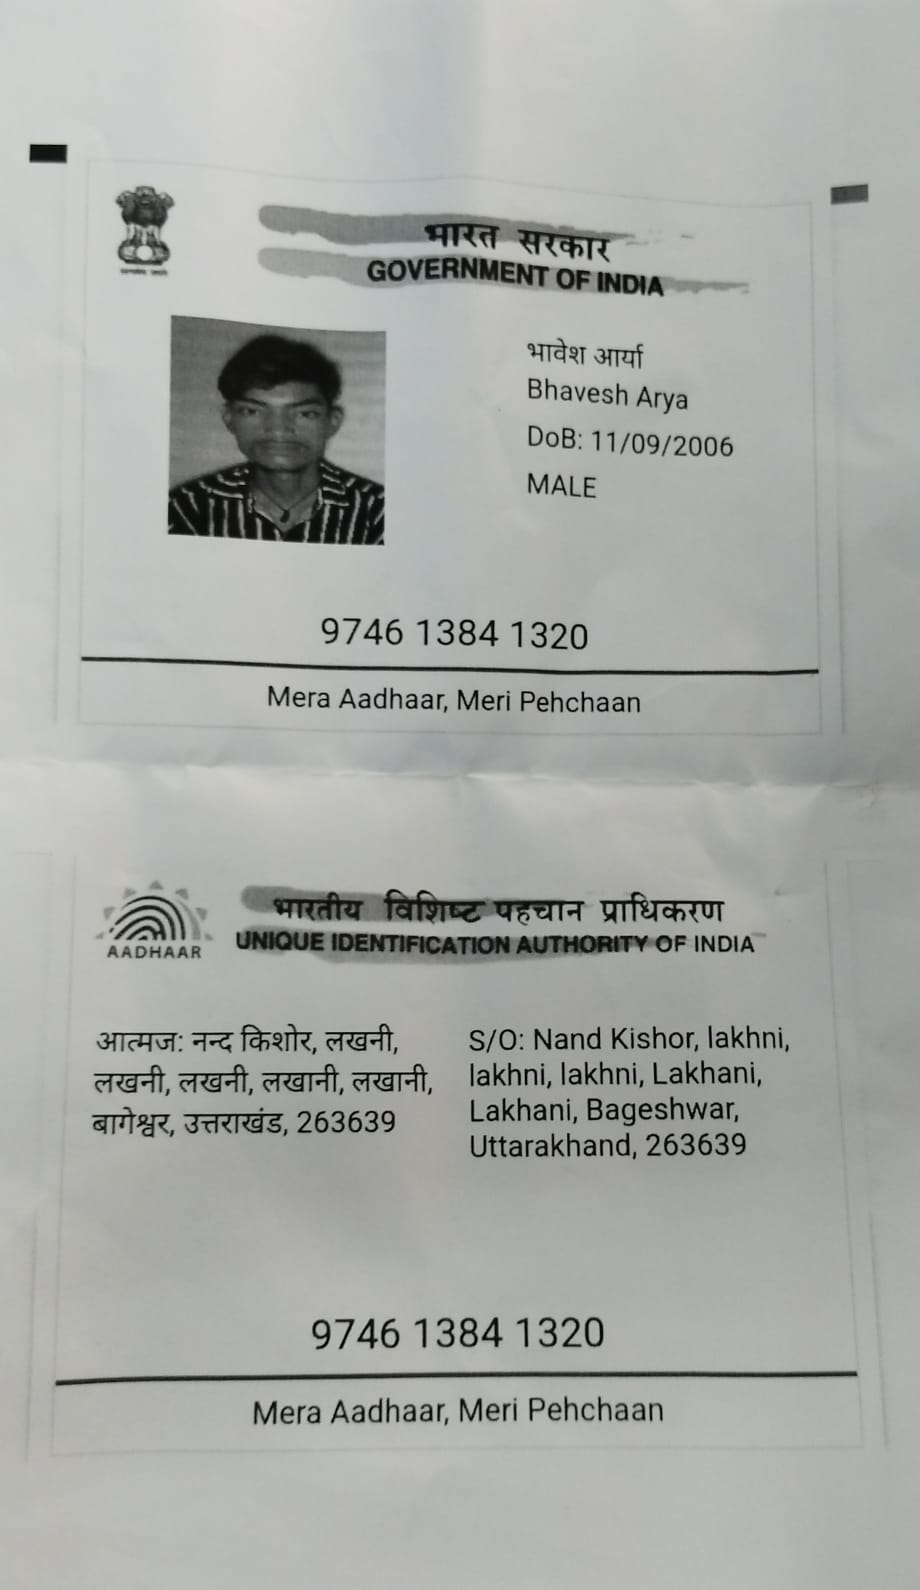 भारत सरकार
GOVERNMENT OF INDIA
भावेश आर्या
Bhavesh Arya
DoB: 11/09/2006
MALE
9746 1384 1320
Mera Aadhaar, Meri Pehchaan
भारतीय विशिष्ट पहचान प्राधिकरण
UNIQUE IDENTIFICATION AUTHORITY OF INDIA
AADHAAR
आत्मज: नन्द किशोर, लखनी,
लखनी, लखनी, लखानी, लखानी,
बागेश्वर, उत्तराखंड, 263639
S/O: Nand Kishor, lakhni,
lakhni, lakhni, Lakhani,
Lakhani, Bageshwar,
Uttarakhand, 263639
9746 1384 1320
Mera Aadhaar, Meri Pehchaan